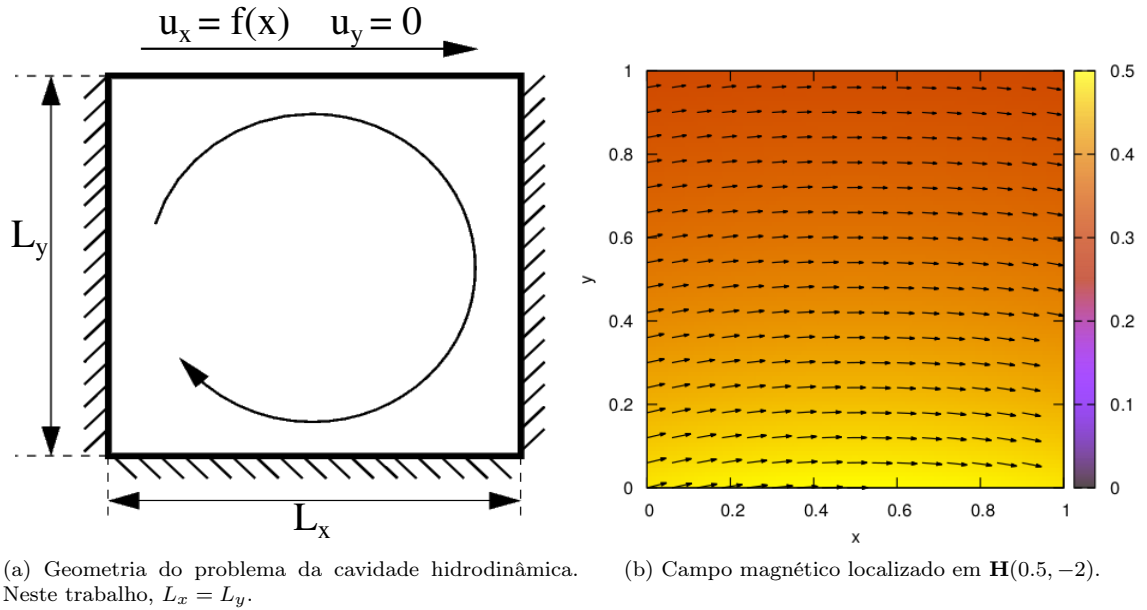 u_x = f(x) u_y = 0
L_y
L_x
1
0.8
0.6
0.4
0.2
0
y
0 0.2 0.4 0.6 0.8 1
x
0.5
0.4
0.3
0.2
0.1
0
(a) Geometria do problema da cavidade hidrodinâmica.
Neste trabalho, L_x = L_y.
(b) Campo magnético localizado em H(0.5, −2).